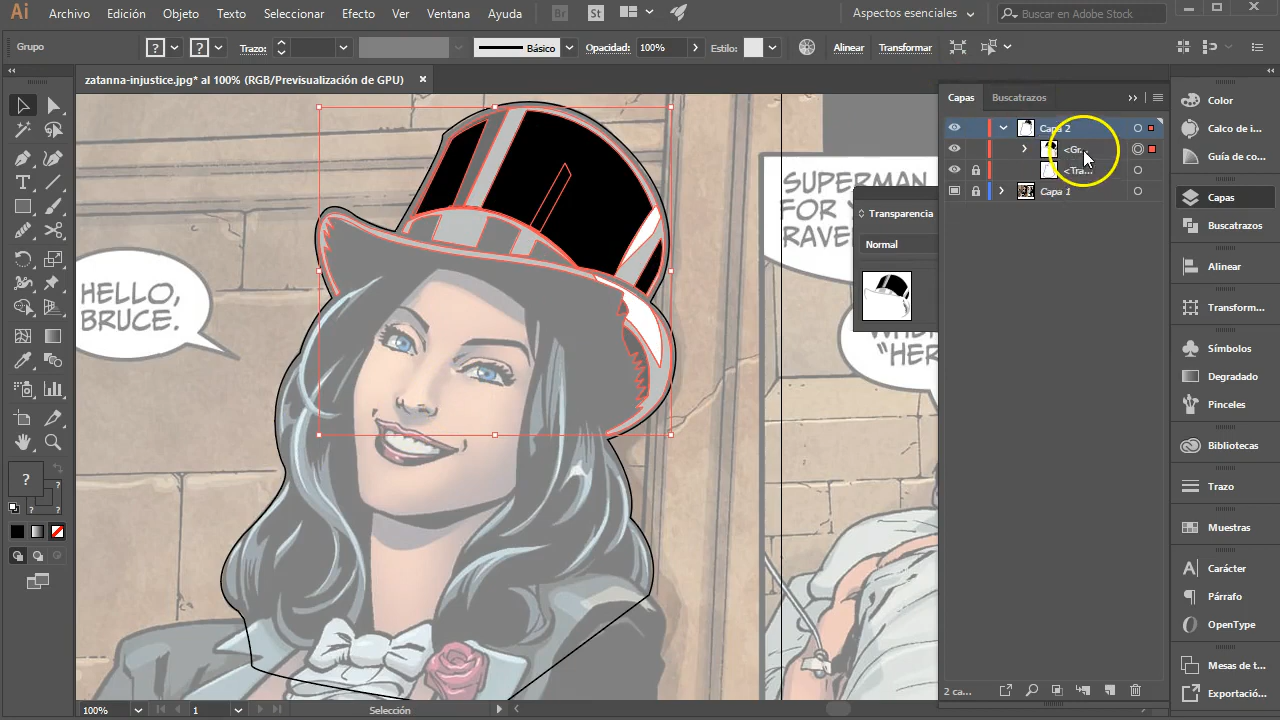 Ai Archivo Edición Objeto Texto Seleccionar Efecto Ver Ventana Ayuda Br St Aspectos esenciales Buscar en Adobe Stock
Grupo ? ? Trazo: Básico Opacidad: 100% Estilo: Alinear Transformar
zatanna-injustice.jpg* al 100% (RGB/Previsualización de GPU) ×
Capas Buscatrazos
Capa 2
<Gr...
<Tra...
Capa 1
Transparencia
Normal
SUPERMAN
FOR Y
RAVE
HELLO,
BRUCE.
"HER
?
?
?
T
Color
Calco de i...
Guía de co...
Capas
Buscatrazos
Alinear
Transform...
Símbolos
Degradado
Pinceles
Bibliotecas
Trazo
Muestras
A Carácter
Párrafo
O OpenType
Mesas de t...
Exportació...
2 ca...
100% 1 Selección